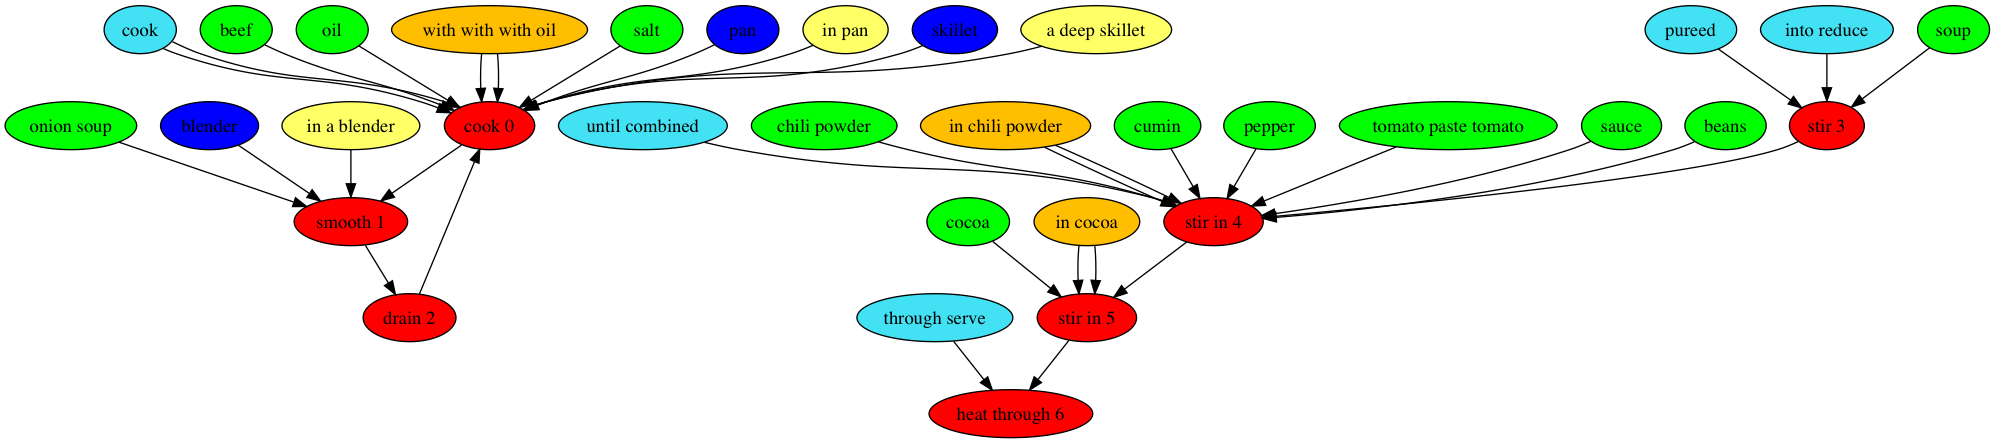 cook
beef
oil
with with with oil
salt
pan
in pan
skillet
a deep skillet
pureed
into reduce
soup
onion soup
blender
in a blender
cook 0
until combined
chili powder
in chili powder
cumin
pepper
tomato paste tomato
sauce
beans
stir 3
smooth 1
cocoa
in cocoa
stir in 4
drain 2
through serve
stir in 5
heat through 6